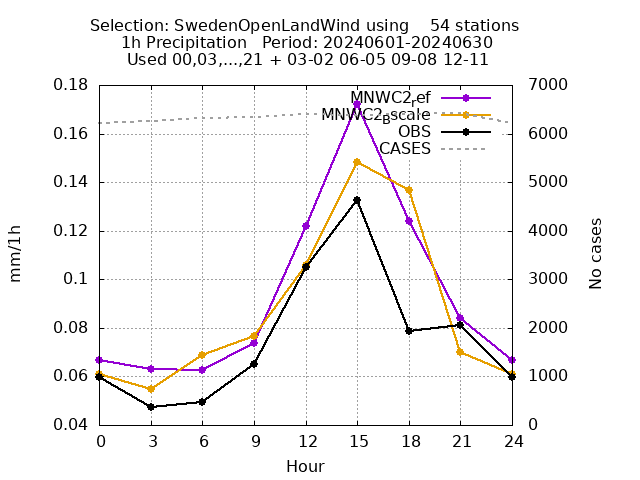 Selection: SwedenOpenLandWind using 54 stations
1h Precipitation Period: 20240601-20240630
Used 00,03,...,21 + 03-02 06-05 09-08 12-11
0.18 7000
MNWC2_ref
0.16 MNWC2_Bscale 6000
OBS
CASES
0.14 5000
0.12 4000
mm/1h
No cases
0.1 3000
0.08 2000
0.06 1000
0.04 0
0 3 6 9 12 15 18 21 24
Hour